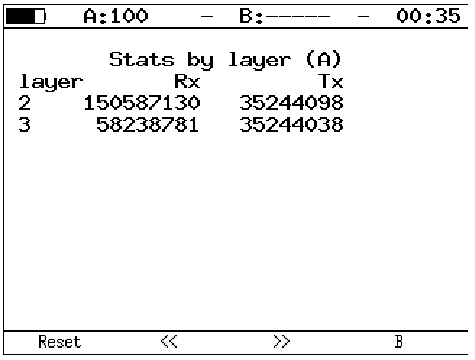 A:100 – B:----- – 00:35
Stats by layer (A)
layer Rx Tx
2 150587130 35244098
3 58238781 35244038
Reset << >> B